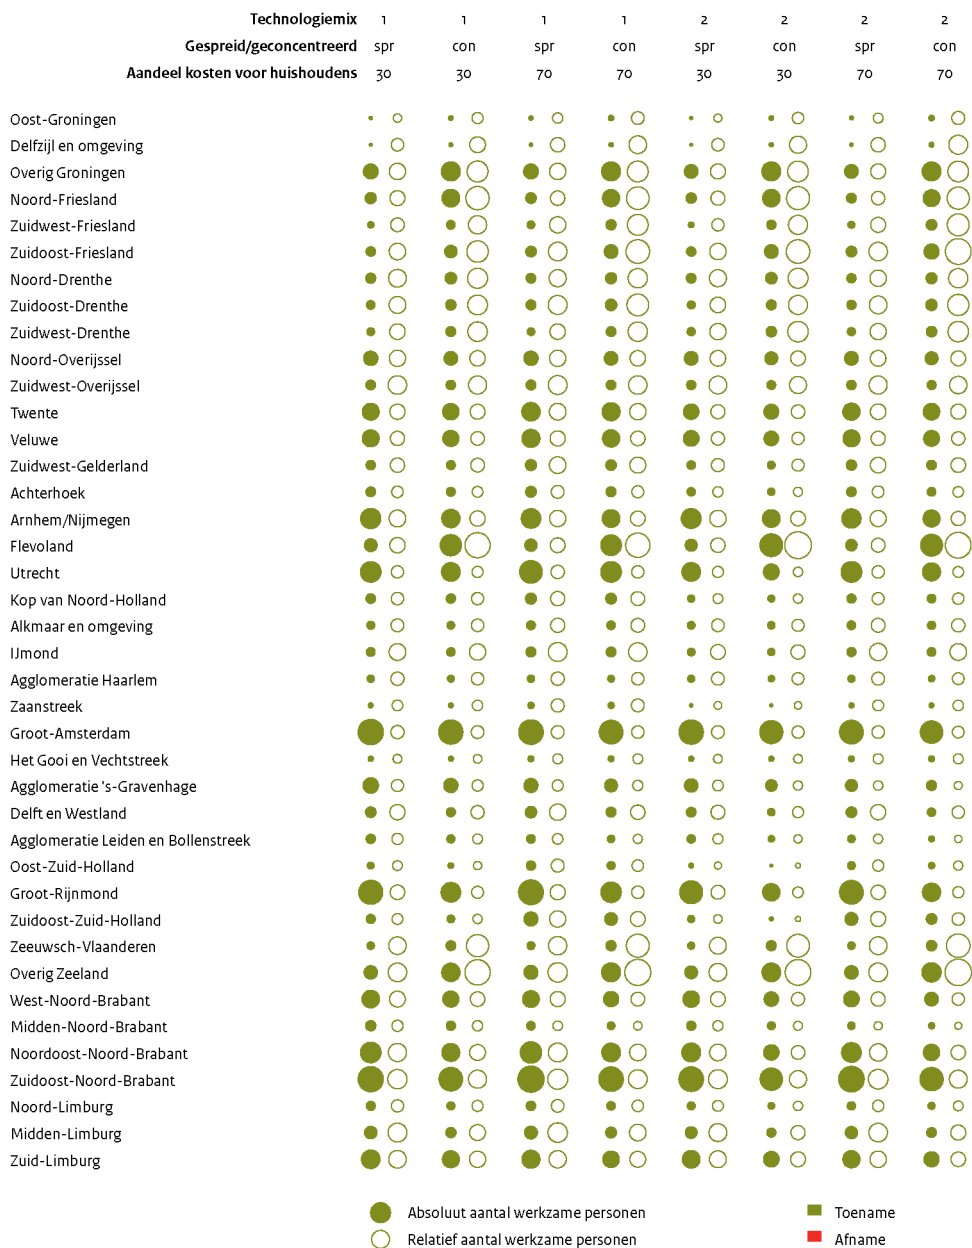 Technologiemix 1 1 1 1 2 2 2 2
Gespreid/geconcentreerd spr con spr con spr con spr con
Aandeel kosten voor huishoudens 30 30 70 70 30 30 70 70
Oost-Groningen
Delfzijl en omgeving
Overig Groningen
Noord-Friesland
Zuidwest-Friesland
Zuidoost-Friesland
Noord-Drenthe
Zuidoost-Drenthe
Zuidwest-Drenthe
Noord-Overijssel
Zuidwest-Overijssel
Twente
Veluwe
Zuidwest-Gelderland
Achterhoek
Arnhem/Nijmegen
Flevoland
Utrecht
Kop van Noord-Holland
Alkmaar en omgeving
IJmond
Agglomeratie Haarlem
Zaanstreek
Groot-Amsterdam
Het Gooi en Vechtstreek
Agglomeratie 's-Gravenhage
Delft en Westland
Agglomeratie Leiden en Bollenstreek
Oost-Zuid-Holland
Groot-Rijnmond
Zuidoost-Zuid-Holland
Zeeuwsch-Vlaanderen
Overig Zeeland
West-Noord-Brabant
Midden-Noord-Brabant
Noordoost-Noord-Brabant
Zuidoost-Noord-Brabant
Noord-Limburg
Midden-Limburg
Zuid-Limburg
Absoluut aantal werkzame personen Toename
Relatief aantal werkzame personen Afname